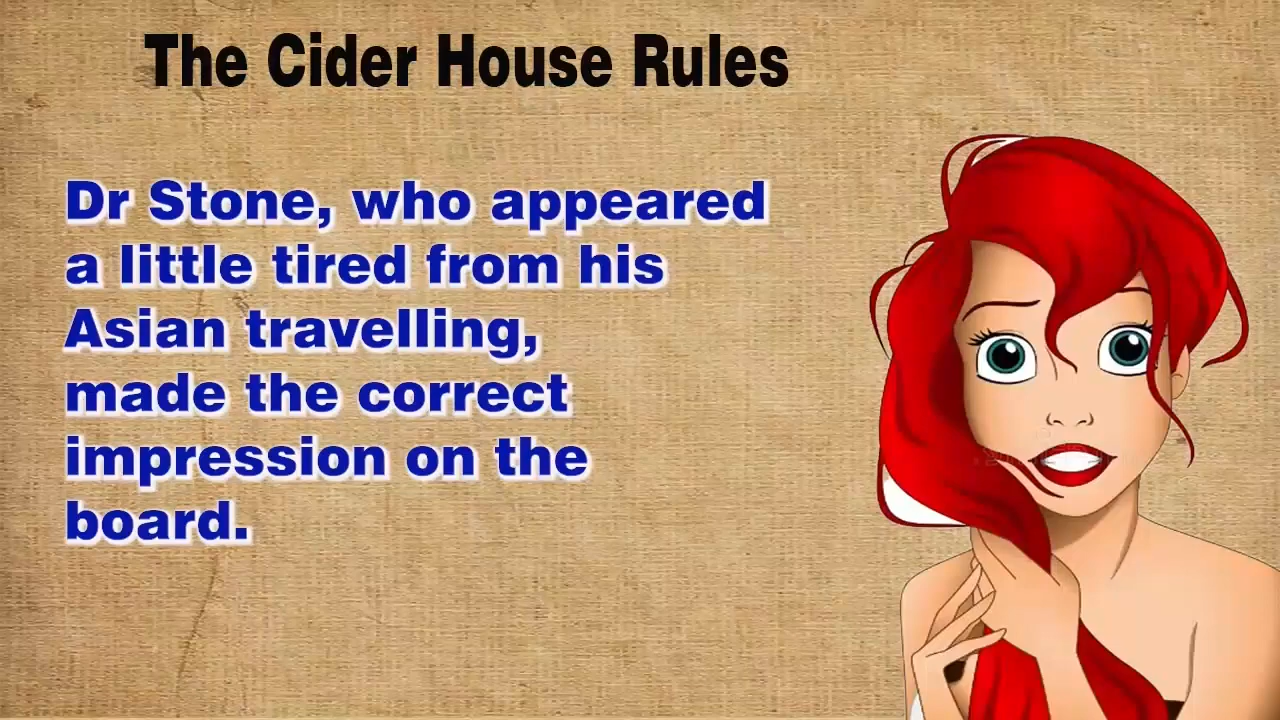 The Cider House Rules
Dr Stone, who appeared
a little tired from his
Asian travelling,
made the correct
impression on the
board.